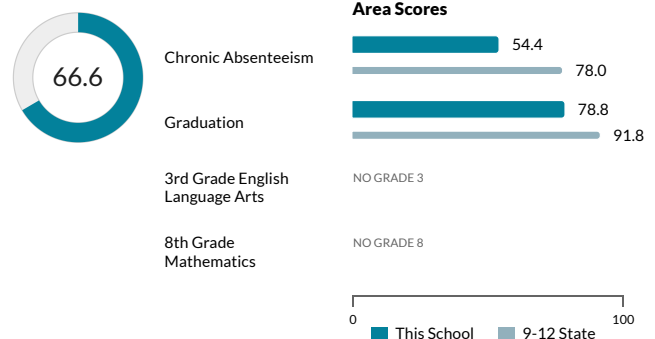 Area Scores
66.6
Chronic Absenteeism
54.4
78.0
Graduation
78.8
91.8
3rd Grade English
Language Arts
NO GRADE 3
8th Grade
Mathematics
NO GRADE 8
0
100
This School
9-12 State